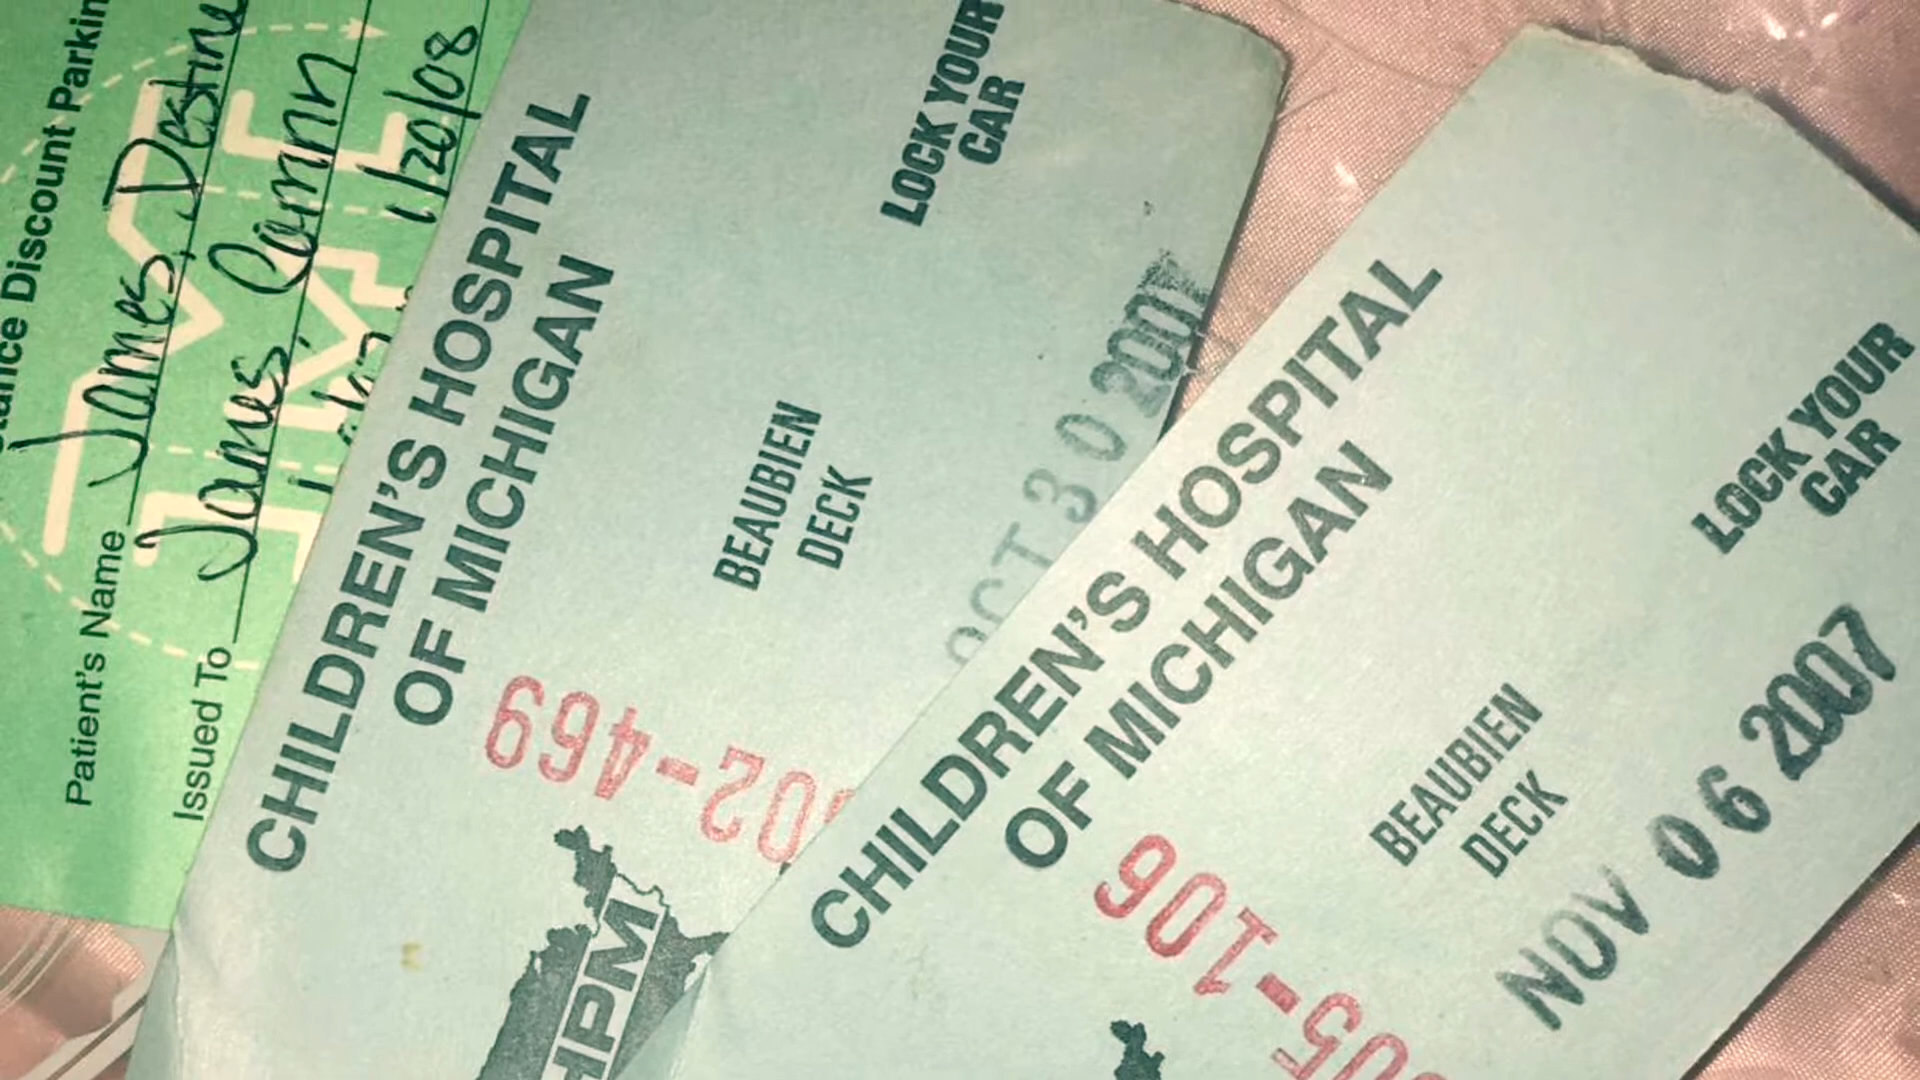 tance Discount Parkin
Patient's Name James, Destine
Issued To James,
1/20/08
CHILDREN'S HOSPITAL
OF MICHIGAN
LOCK YOUR
CAR
BEAUBIEN
DECK
OCT 30 2007
02-469
HPM
CHILDREN'S HOSPITAL
OF MICHIGAN
LOCK YOUR
CAR
BEAUBIEN
DECK
NOV 06 2007
05-106